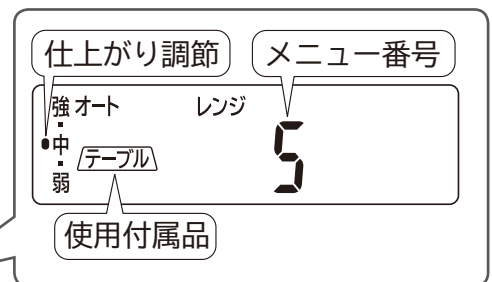 仕上がり調節 メニュー番号
強 オート レンジ
中 テーブル 5
弱
使用付属品